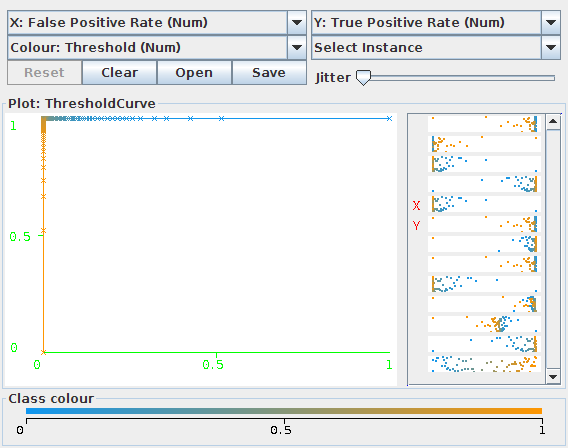 X: False Positive Rate (Num)
Y: True Positive Rate (Num)
Colour: Threshold (Num)
Select Instance
Reset
Clear
Open
Save
Jitter
Plot: ThresholdCurve
1
0.5
0
0
0.5
1
X
Y
Class colour
0
0.5
1